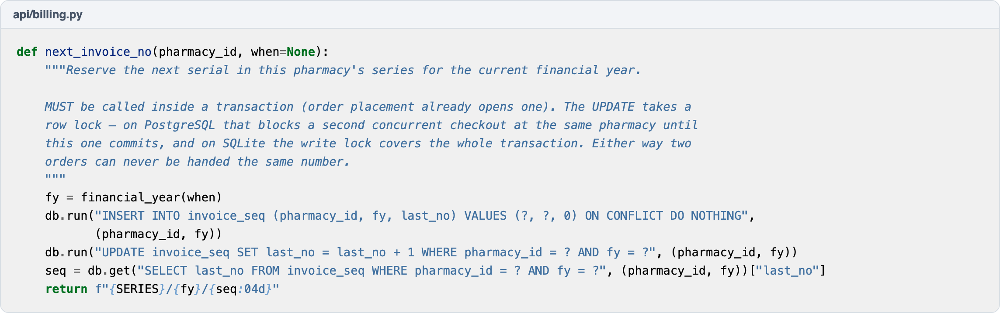 api/billing.py
def next_invoice_no(pharmacy_id, when=None):
    """Reserve the next serial in this pharmacy's series for the current financial year.

    MUST be called inside a transaction (order placement already opens one). The UPDATE takes a
    row lock — on PostgreSQL that blocks a second concurrent checkout at the same pharmacy until
    this one commits, and on SQLite the write lock covers the whole transaction. Either way two
    orders can never be handed the same number.
    """
    fy = financial_year(when)
    db.run("INSERT INTO invoice_seq (pharmacy_id, fy, last_no) VALUES (?, ?, 0) ON CONFLICT DO NOTHING",
           (pharmacy_id, fy))
    db.run("UPDATE invoice_seq SET last_no = last_no + 1 WHERE pharmacy_id = ? AND fy = ?", (pharmacy_id, fy))
    seq = db.get("SELECT last_no FROM invoice_seq WHERE pharmacy_id = ? AND fy = ?", (pharmacy_id, fy))["last_no"]
    return f"{SERIES}/{fy}/{seq:04d}"